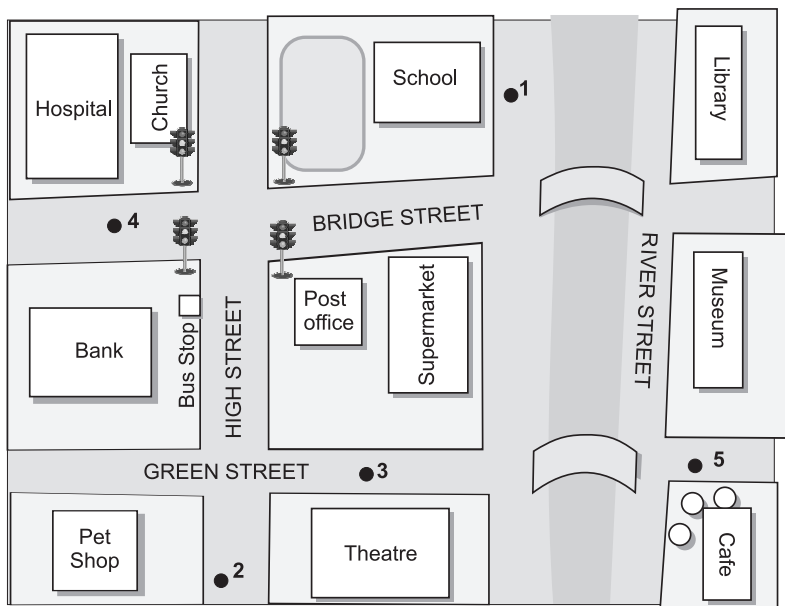 Hospital
Church
School
1
Library
4
BRIDGE STREET
RIVER STREET
Post
office
Supermarket
Museum
Bank
Bus Stop
HIGH STREET
GREEN STREET
3
5
Pet
Shop
2
Theatre
Cafe